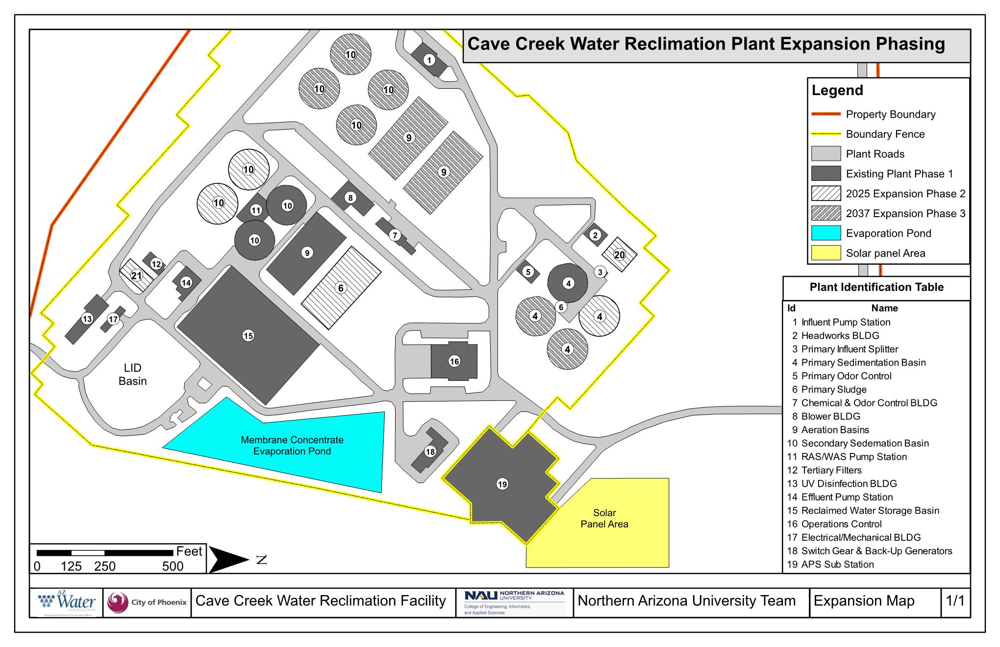 Cave Creek Water Reclimation Plant Expansion Phasing
10
1
10
10
10
9
9
10
10
11
10
10
8
7
9
6
12
21
14
13
17
15
16
18
19
2
20
3
5
4
6
4
4
4
LID
Basin
Membrane Concentrate
Evaporation Pond
Solar
Panel Area
Legend
Property Boundary
Boundary Fence
Plant Roads
Existing Plant Phase 1
2025 Expansion Phase 2
2037 Expansion Phase 3
Evaporation Pond
Solar panel Area
Plant Identification Table
Id Name
1 Influent Pump Station
2 Headworks BLDG
3 Primary Influent Splitter
4 Primary Sedimentation Basin
5 Primary Odor Control
6 Primary Sludge
7 Chemical & Odor Control BLDG
8 Blower BLDG
9 Aeration Basins
10 Secondary Sedemation Basin
11 RAS/WAS Pump Station
12 Tertiary Filters
13 UV Disinfection BLDG
14 Effluent Pump Station
15 Reclaimed Water Storage Basin
16 Operations Control
17 Electrical/Mechanical BLDG
18 Switch Gear & Back-Up Generators
19 APS Sub Station
Feet
0 125 250 500
N
AZ
Water
ASSOCIATION
Professionals Dedicated To Arizona's Water
City of Phoenix
Cave Creek Water Reclimation Facility
NAU NORTHERN ARIZONA
UNIVERSITY
College of Engineering, Informatics,
and Applied Sciences
Northern Arizona University Team
Expansion Map
1/1